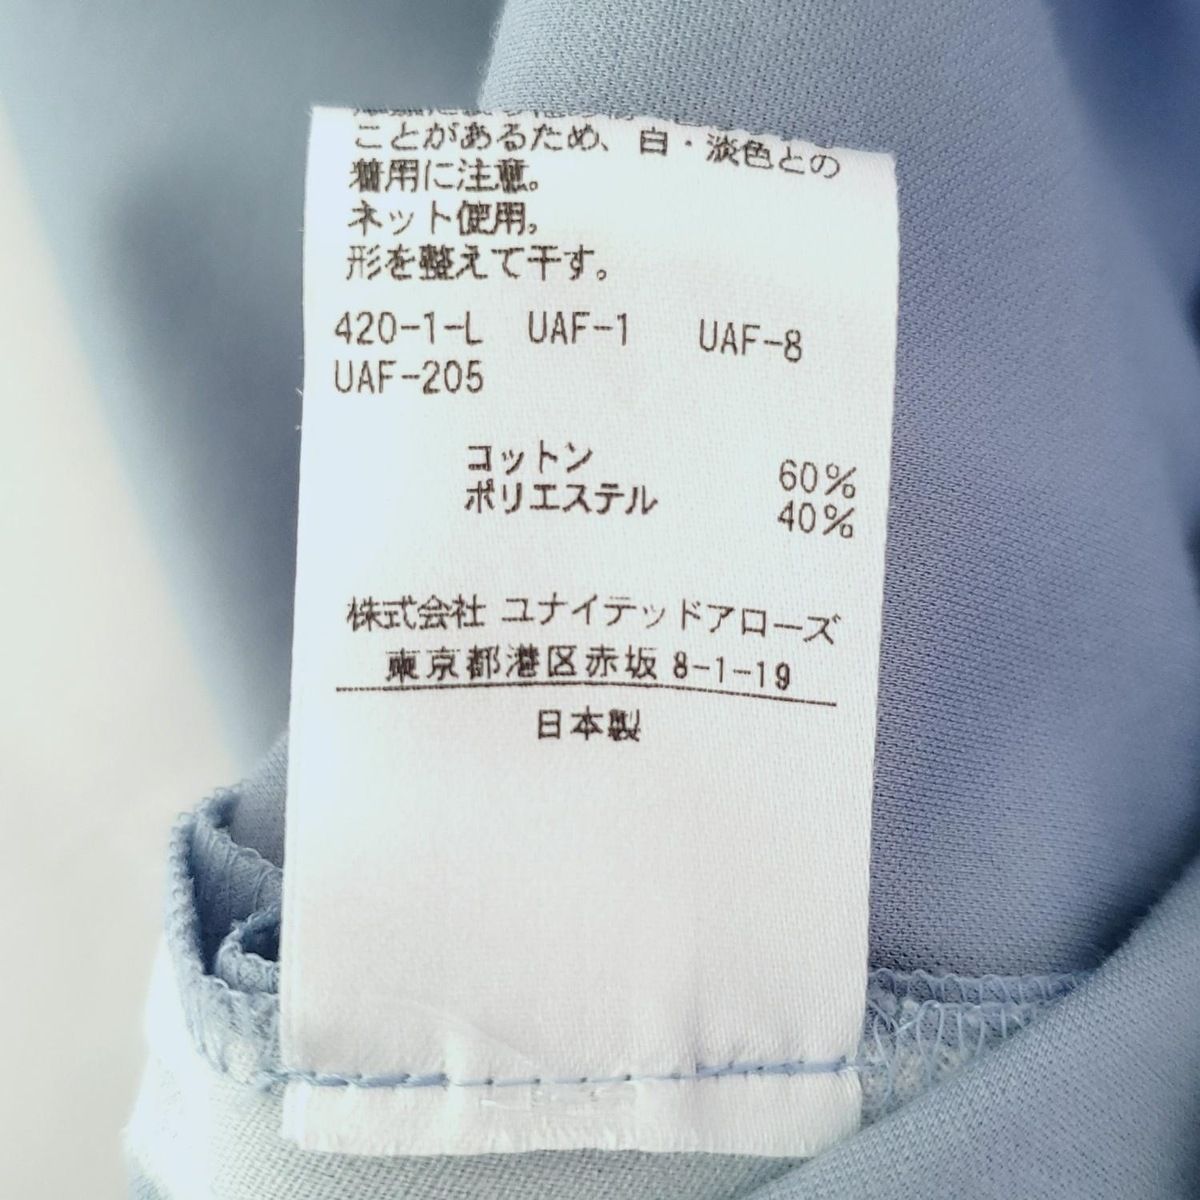 ことがあるため、白・淡色との
着用に注意。
ネット使用。
形を整えて干す。
420-1-L UAF-1 UAF-8
UAF-205
コットン 60%
ポリエステル 40%
株式会社 ユナイテッドアローズ
東京都港区赤坂 8-1-19
日本製